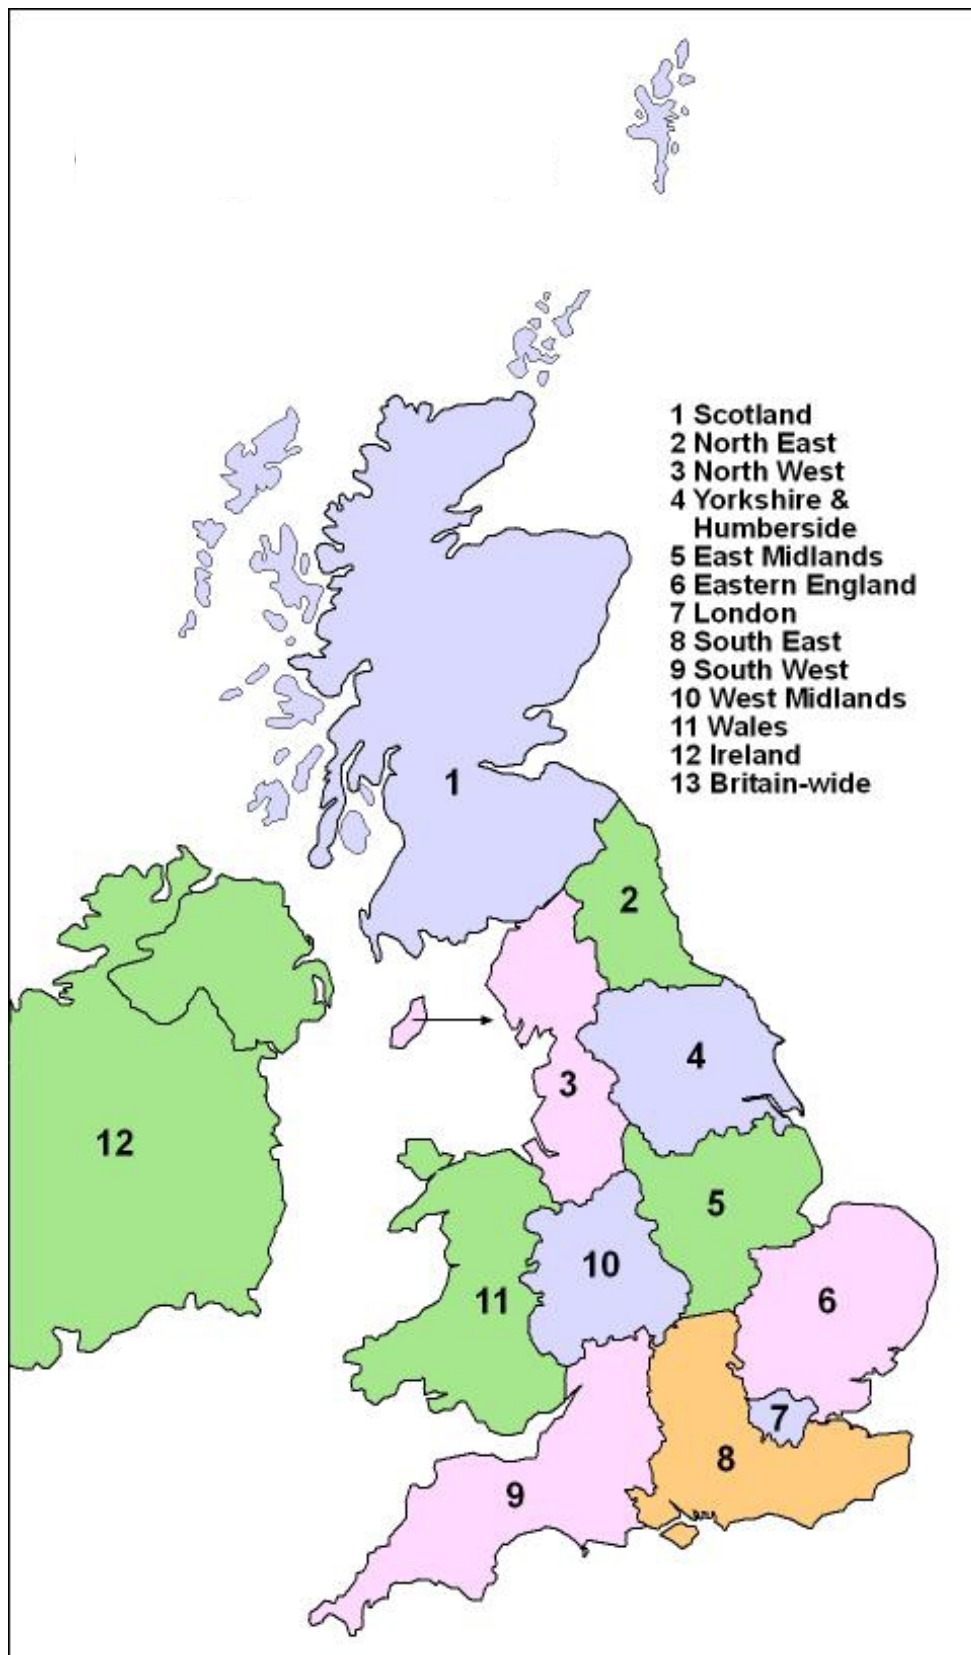 1 Scotland
2 North East
3 North West
4 Yorkshire &
Humberside
5 East Midlands
6 Eastern England
7 London
8 South East
9 South West
10 West Midlands
11 Wales
12 Ireland
13 Britain-wide
1
2
4
3
12
5
10
11
6
7
8
9